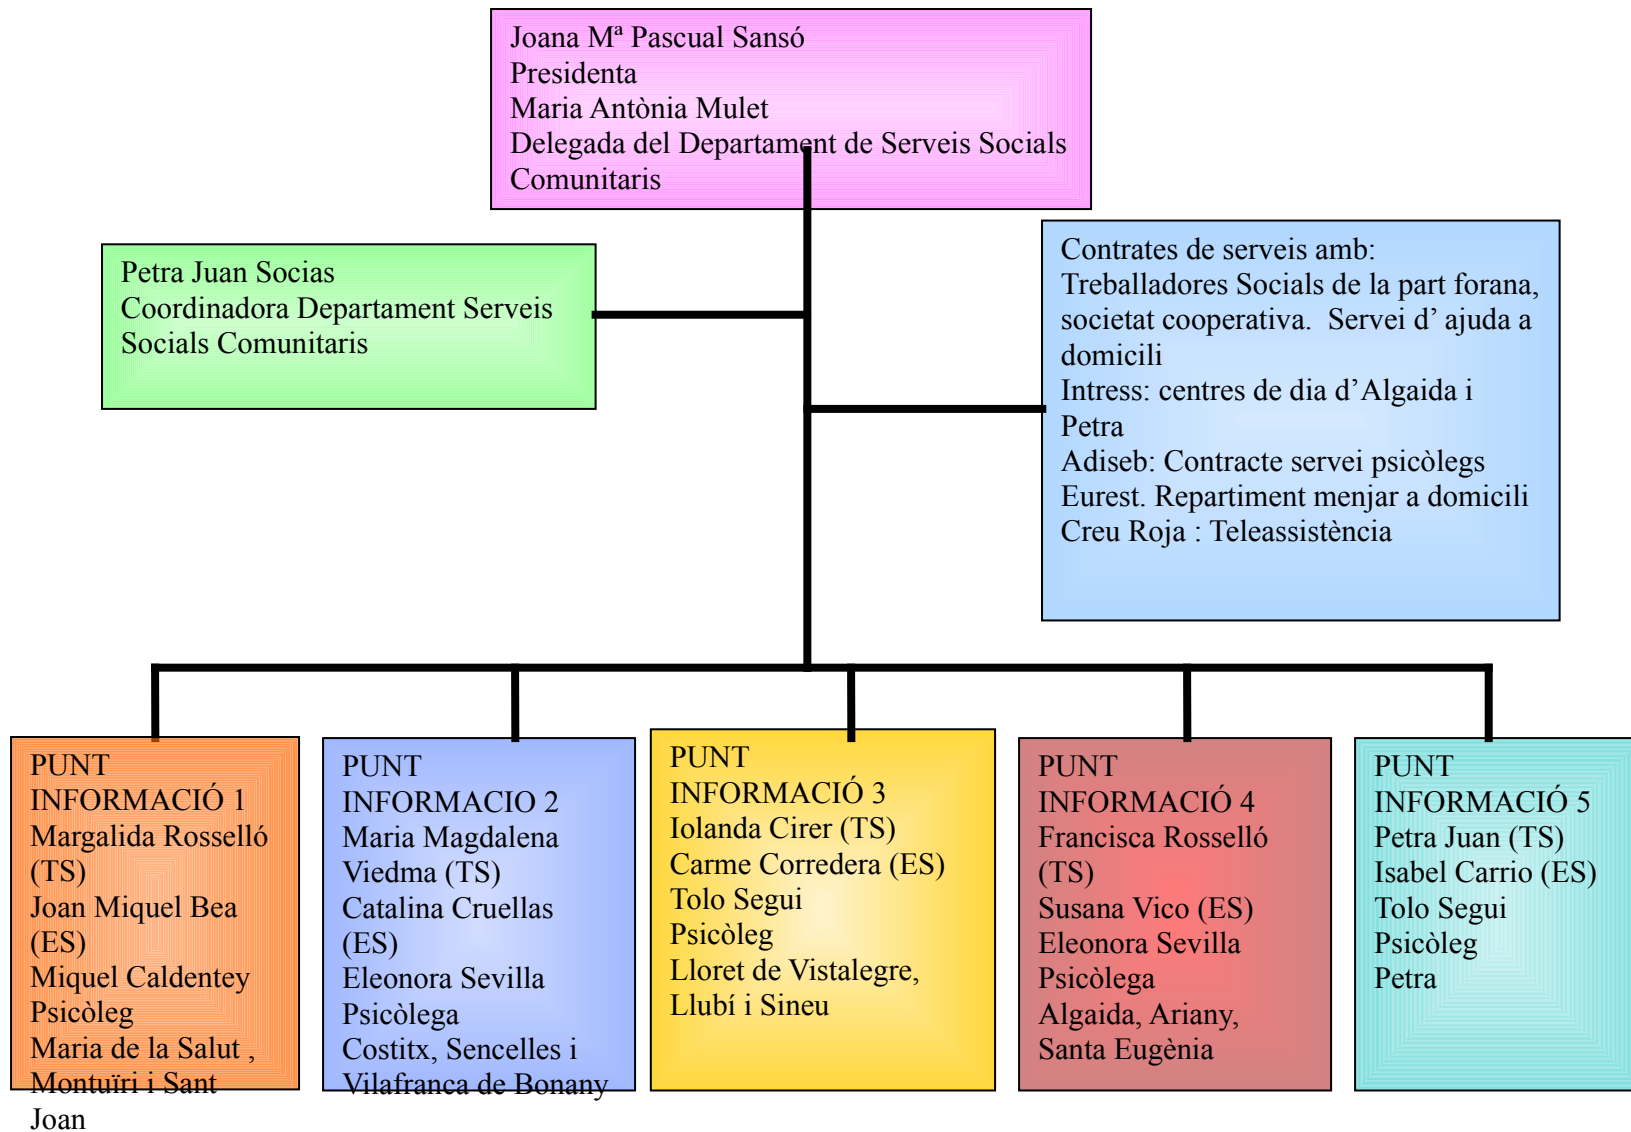 Joana Mª Pascual Sansó
Presidenta
Maria Antònia Mulet
Delegada del Departament de Serveis Socials
Comunitaris
Petra Juan Socias
Coordinadora Departament Serveis
Socials Comunitaris
Contrates de serveis amb:
Treballadores Socials de la part forana,
societat cooperativa.  Servei d’ ajuda a
domicili
Intress: centres de dia d’Algaida i
Petra
Adiseb: Contracte servei psicòlegs
Eurest. Repartiment menjar a domicili
Creu Roja : Teleassistència
PUNT
INFORMACIÓ 1
Margalida Rosselló
(TS)
Joan Miquel Bea
(ES)
Miquel Caldentey
Psicòleg
Maria de la Salut ,
Montuïri i Sant
Joan
PUNT
INFORMACIO 2
Maria Magdalena
Viedma (TS)
Catalina Cruellas
(ES)
Eleonora Sevilla
Psicòlega
Costitx, Sencelles i
Vilafranca de Bonany
PUNT
INFORMACIÓ 3
Iolanda Cirer (TS)
Carme Corredera (ES)
Tolo Segui
Psicòleg
Lloret de Vistalegre,
Llubí i Sineu
PUNT
INFORMACIÓ 4
Francisca Rosselló
(TS)
Susana Vico (ES)
Eleonora Sevilla
Psicòlega
Algaida, Ariany,
Santa Eugènia
PUNT
INFORMACIÓ 5
Petra Juan (TS)
Isabel Carrio (ES)
Tolo Segui
Psicòleg
Petra